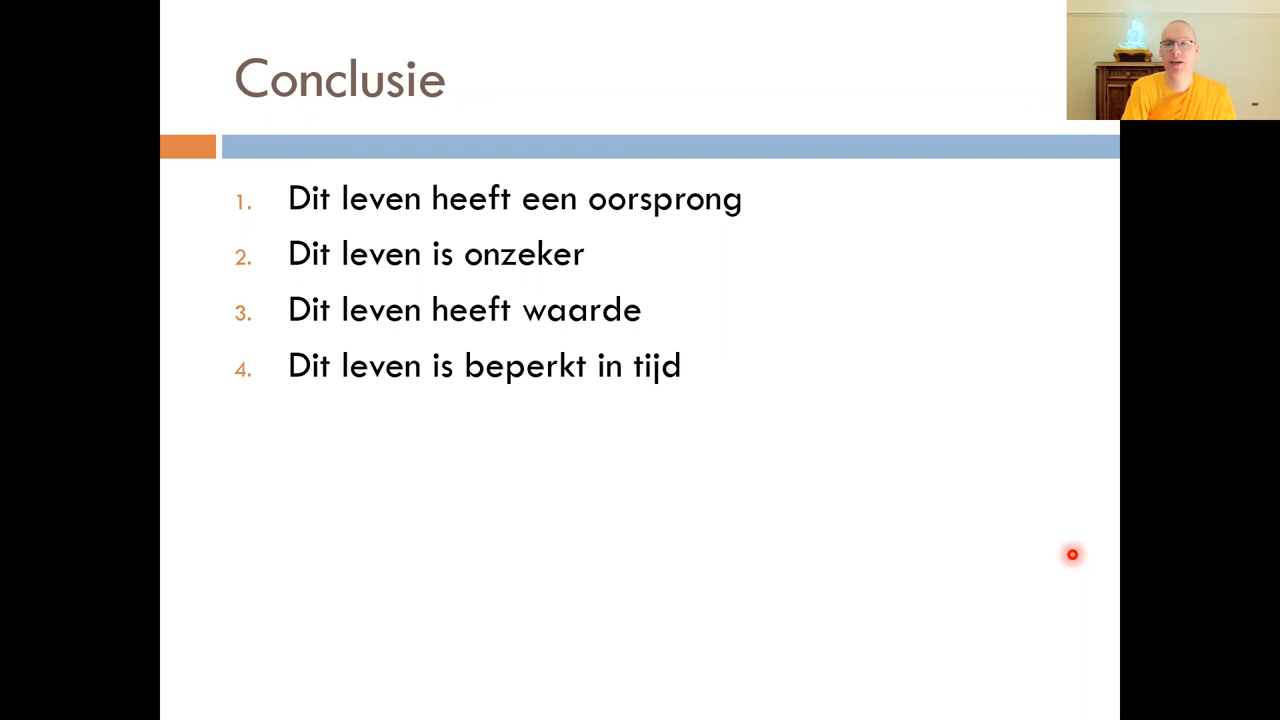 Conclusie
1. Dit leven heeft een oorsprong
2. Dit leven is onzeker
3. Dit leven heeft waarde
4. Dit leven is beperkt in tijd